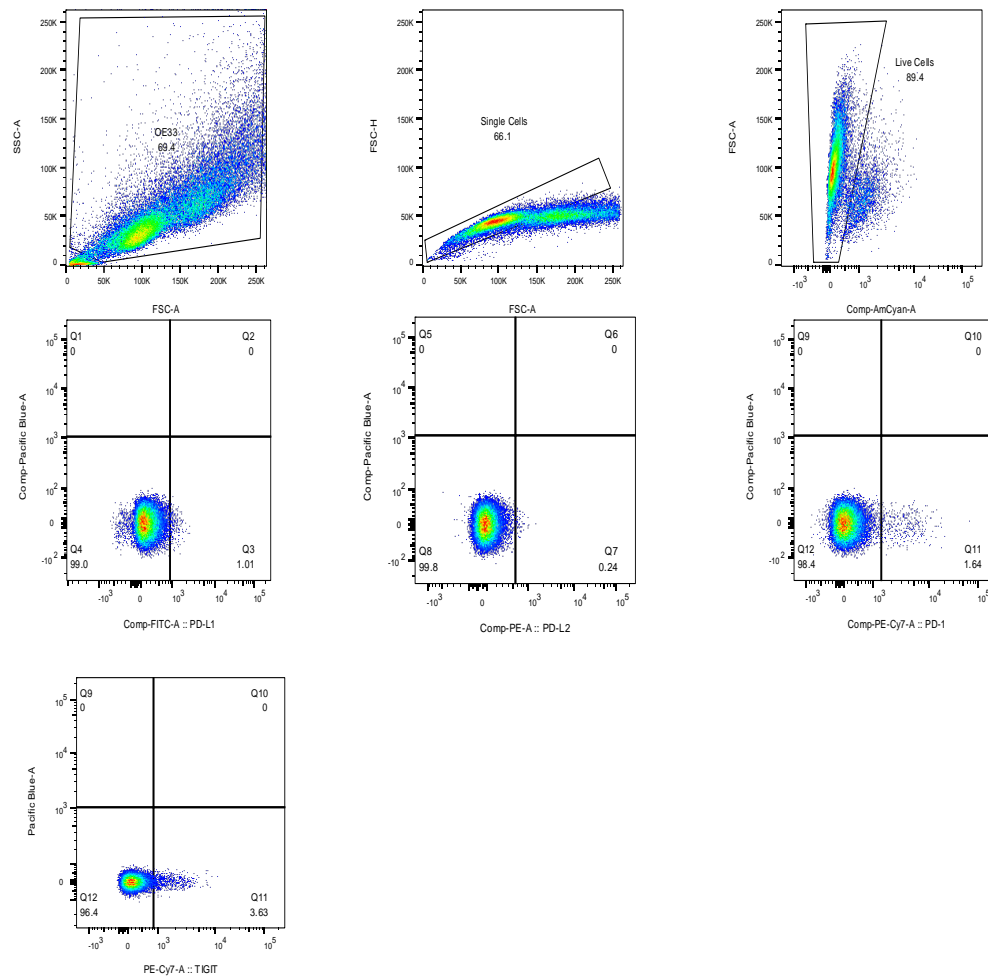 250K
200K
150K
100K
50K
0
SSC-A
OE33
69.4
0 50K 100K 150K 200K 250K
FSC-A
250K
200K
150K
100K
50K
0
FSC-H
Single Cells
66.1
0 50K 100K 150K 200K 250K
FSC-A
250K
200K
150K
100K
50K
0
FSC-A
Live Cells
89.4
-10^3 0 10^3 10^4 10^5
Comp-AmCyan-A
Q1
0
Q2
0
10^5
10^4
10^3
10^2
0
-10^2
Comp-Pacific Blue-A
Q4
99.0
Q3
1.01
-10^3 0 10^3 10^4 10^5
Comp-FITC-A :: PD-L1
Q5
0
Q6
0
10^5
10^4
10^3
10^2
0
-10^2
Comp-Pacific Blue-A
Q8
99.8
Q7
0.24
-10^3 0 10^3 10^4 10^5
Comp-PE-A :: PD-L2
Q9
0
Q10
0
10^5
10^4
10^3
10^2
0
-10^2
Comp-Pacific Blue-A
Q12
98.4
Q11
1.64
-10^3 0 10^3 10^4 10^5
Comp-PE-Cy7-A :: PD-1
Q9
0
Q10
0
10^5
10^4
10^3
0
Pacific Blue-A
Q12
96.4
Q11
3.63
-10^3 0 10^3 10^4 10^5
PE-Cy7-A :: TIGIT